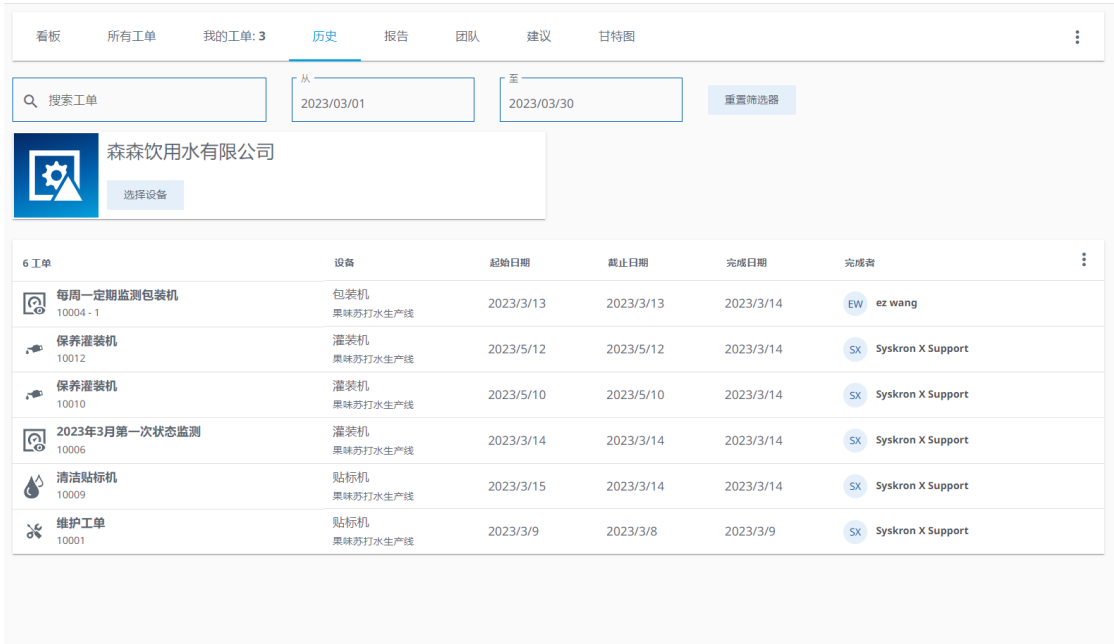 看板 所有工单 我的工单: 3 历史 报告 团队 建议 甘特图
搜索工单 从 2023/03/01 至 2023/03/30 重置筛选器
森森饮用水有限公司
选择设备
6 工单 设备 起始日期 截止日期 完成日期 完成者
每周一定期监测包装机 包装机 2023/3/13 2023/3/13 2023/3/14 EW ez wang
10004 - 1 果味苏打水生产线
保养灌装机 灌装机 2023/5/12 2023/5/12 2023/3/14 SX Syskron X Support
10012 果味苏打水生产线
保养灌装机 灌装机 2023/5/10 2023/5/10 2023/3/14 SX Syskron X Support
10010 果味苏打水生产线
2023年3月第一次状态监测 灌装机 2023/3/14 2023/3/14 2023/3/14 SX Syskron X Support
10006 果味苏打水生产线
清洁贴标机 贴标机 2023/3/15 2023/3/14 2023/3/14 SX Syskron X Support
10009 果味苏打水生产线
维护工单 贴标机 2023/3/9 2023/3/8 2023/3/9 SX Syskron X Support
10001 果味苏打水生产线